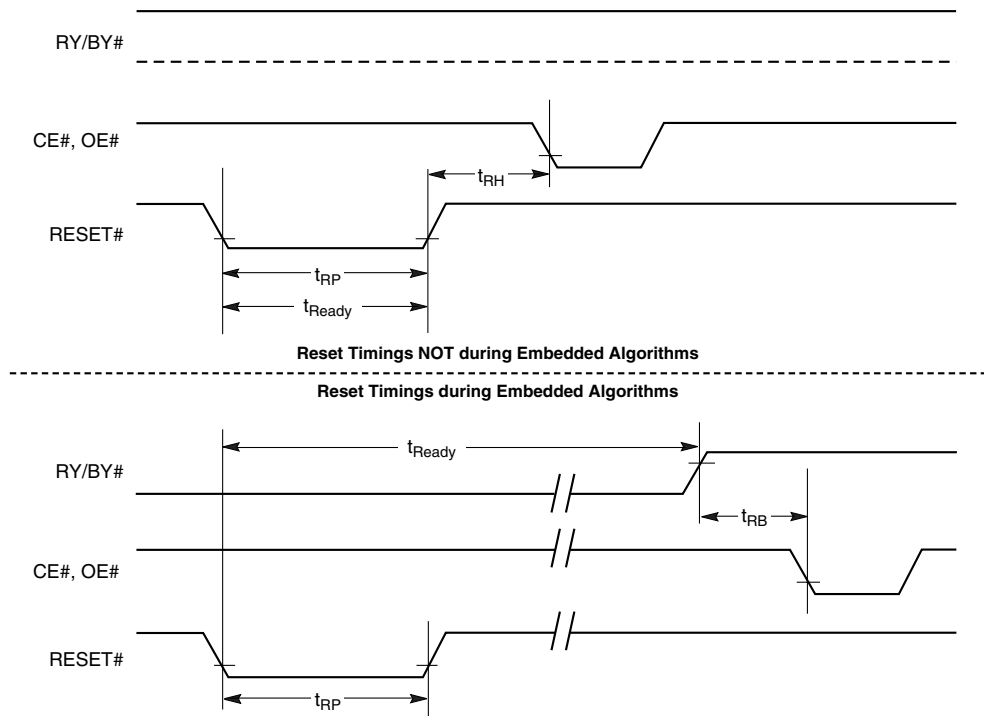 RY/BY#
CE#, OE#
tRH
RESET#
tRP
tReady
Reset Timings NOT during Embedded Algorithms
Reset Timings during Embedded Algorithms
tReady
RY/BY#
tRB
CE#, OE#
RESET#
tRP